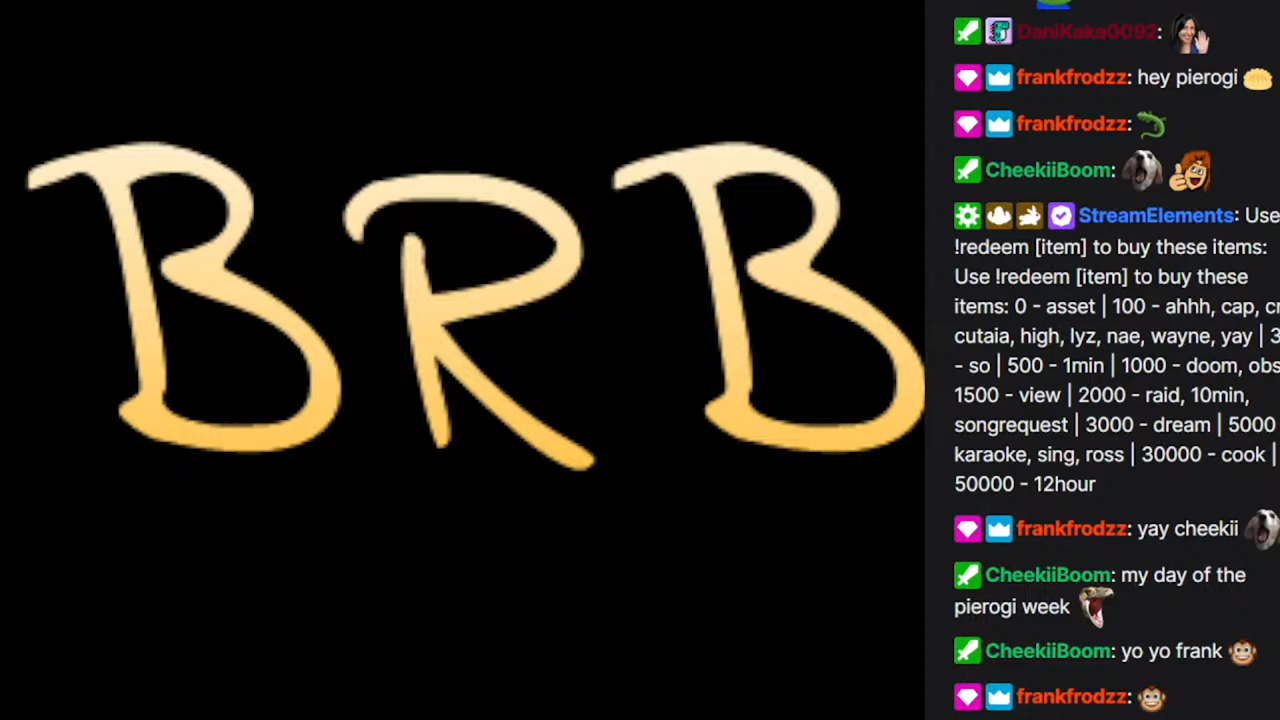 BRB
DaniKaka0092:
frankfrodzz: hey pierogi
frankfrodzz:
CheekiiBoom:
StreamElements: Use
!redeem [item] to buy these items:
Use !redeem [item] to buy these
items: 0 - asset | 100 - ahhh, cap,
cutaia, high, lyz, nae, wayne, yay |
- so | 500 - 1min | 1000 - doom,
1500 - view | 2000 - raid, 10min,
songrequest | 3000 - dream | 5000
karaoke, sing, ross | 30000 - cook |
50000 - 12hour
frankfrodzz: yay cheekii
CheekiiBoom: my day of the
pierogi week
CheekiiBoom: yo yo frank
frankfrodzz: